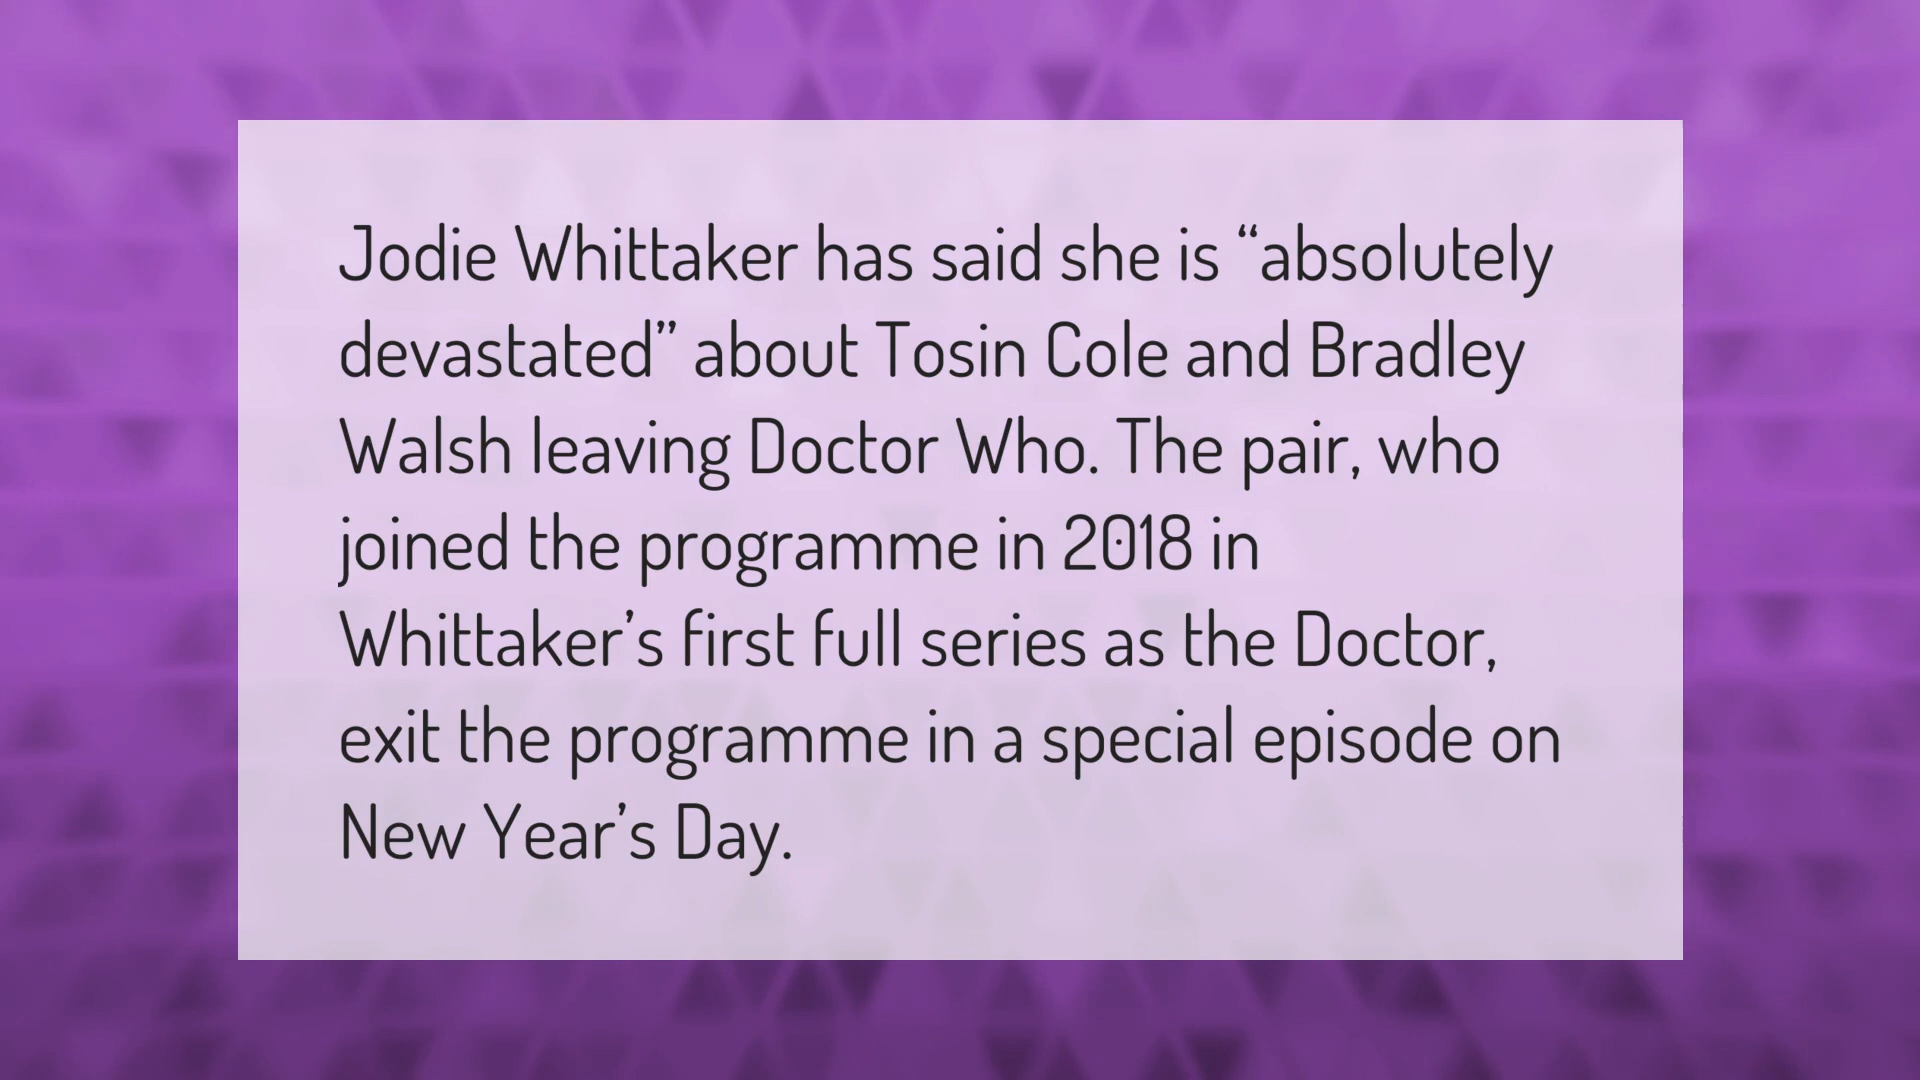 Jodie Whittaker has said she is “absolutely
devastated” about Tosin Cole and Bradley
Walsh leaving Doctor Who. The pair, who
joined the programme in 2018 in
Whittaker’s first full series as the Doctor,
exit the programme in a special episode on
New Year’s Day.